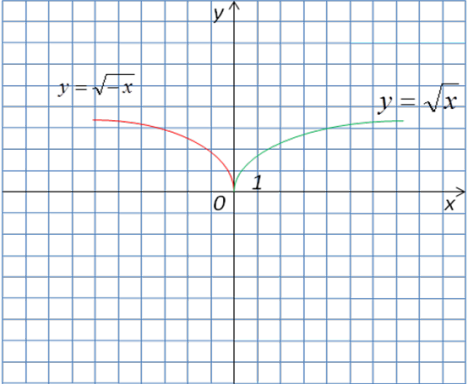 y
y = √−x
y = √x
1
0
x